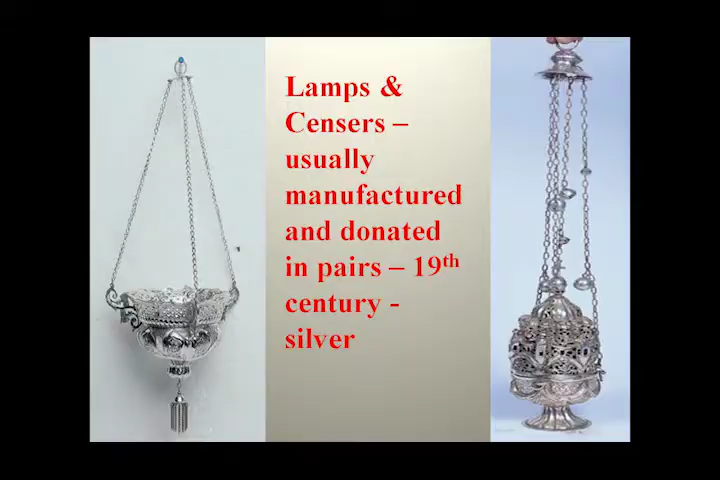 Lamps &
Censers –
usually
manufactured
and donated
in pairs – 19th
century -
silver